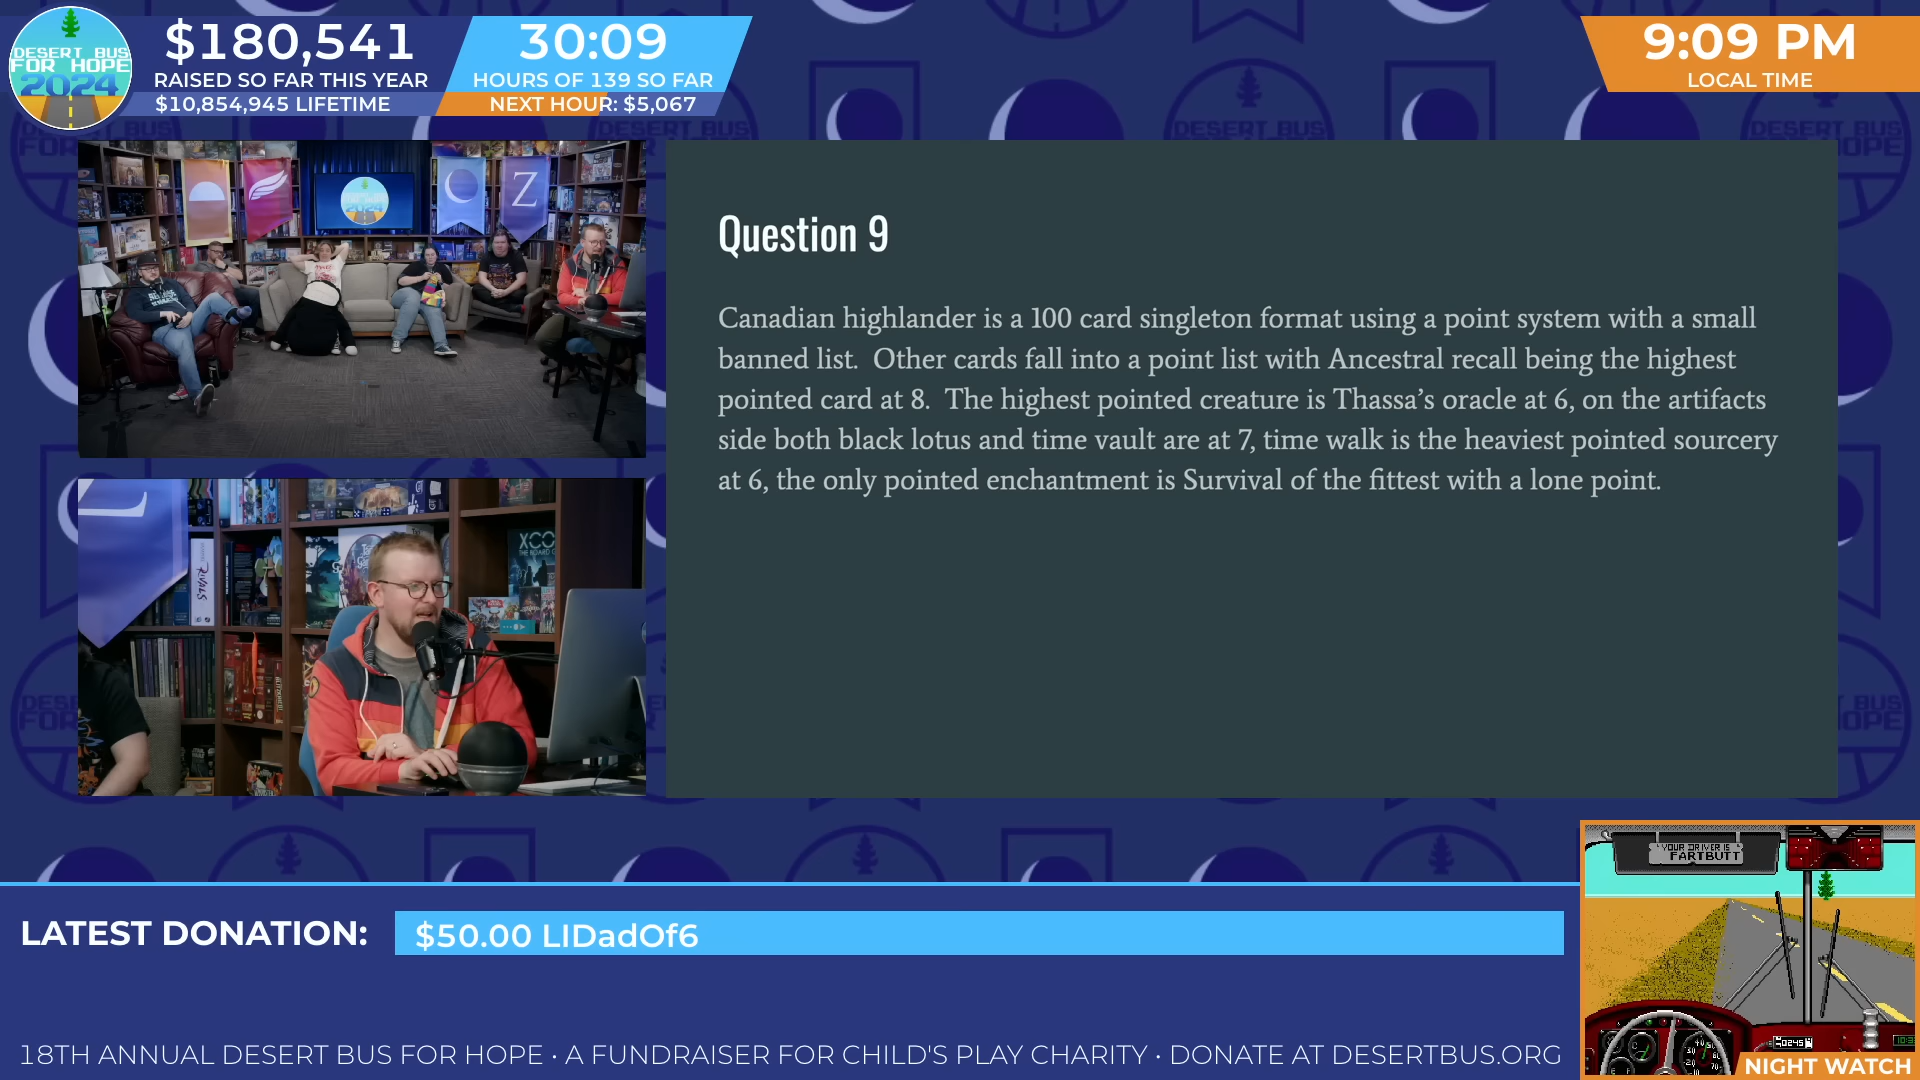 DESERT BUS
FOR HOPE
2024
$180,541
RAISED SO FAR THIS YEAR
$10,854,945 LIFETIME
30:09
HOURS OF 139 SO FAR
NEXT HOUR: $5,067
9:09 PM
LOCAL TIME
Z
Question 9
Canadian highlander is a 100 card singleton format using a point system with a small
banned list.  Other cards fall into a point list with Ancestral recall being the highest
pointed card at 8.  The highest pointed creature is Thassa's oracle at 6, on the artifacts
side both black lotus and time vault are at 7, time walk is the heaviest pointed sourcery
at 6, the only pointed enchantment is Survival of the fittest with a lone point.
RIVALS
XCO
THE BOARD
YOUR DRIVER IS
FARTBUTT
LATEST DONATION:
$50.00 LIDadOf6
18TH ANNUAL DESERT BUS FOR HOPE • A FUNDRAISER FOR CHILD'S PLAY CHARITY • DONATE AT DESERTBUS.ORG
NIGHT WATCH